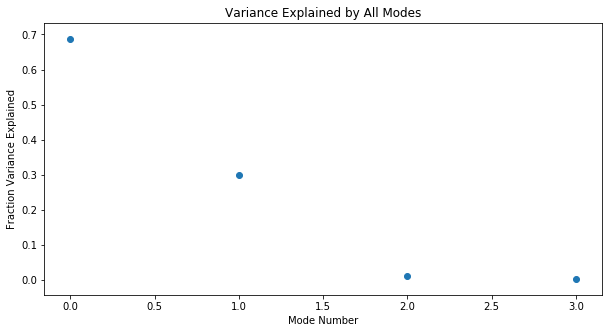 Variance Explained by All Modes
Fraction Variance Explained
0.7
0.6
0.5
0.4
0.3
0.2
0.1
0.0
0.0 0.5 1.0 1.5 2.0 2.5 3.0
Mode Number